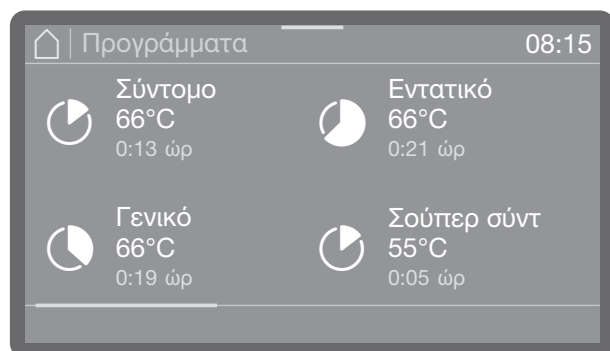 Προγράμματα 08:15
Σύντομο
66°C
0:13 ώρ
Εντατικό
66°C
0:21 ώρ
Γενικό
66°C
0:19 ώρ
Σούπερ σύντ
55°C
0:05 ώρ